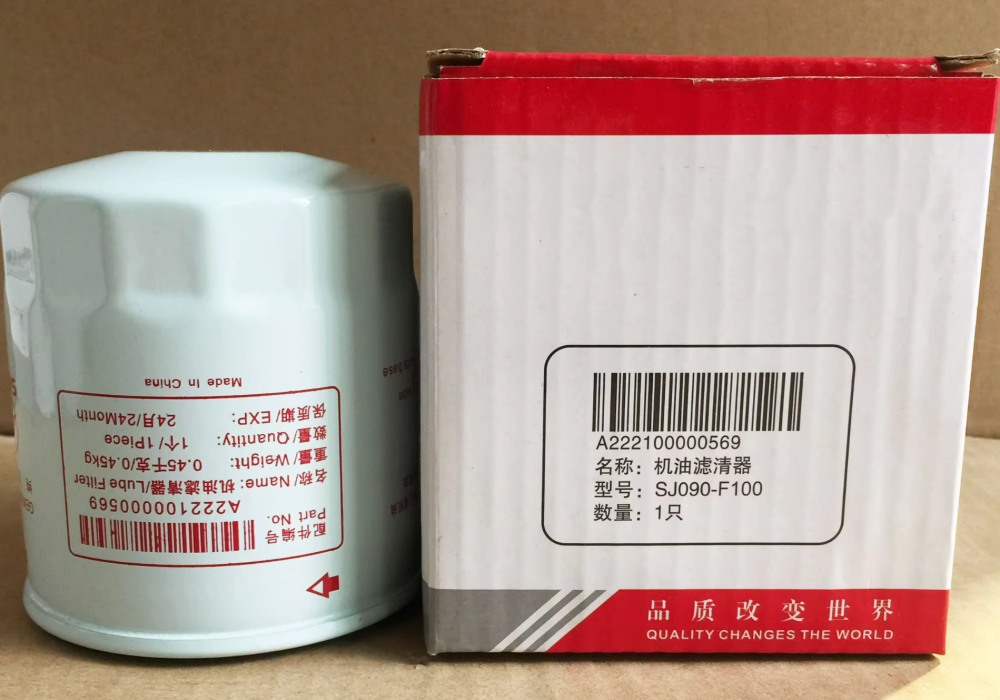 Made In China
配件编号
Part No.
A222100000569
名称/ Name: 机油滤清器/Lube Filter
重量/ Weight: 0.45千克/0.45kg
数量/ Quantity: 1个/ 1Piece
保质期/ EXP: 24月/24Month
A222100000569
名称：机油滤清器
型号：SJ090-F100
数量：1只
品质改变世界
QUALITY CHANGES THE WORLD